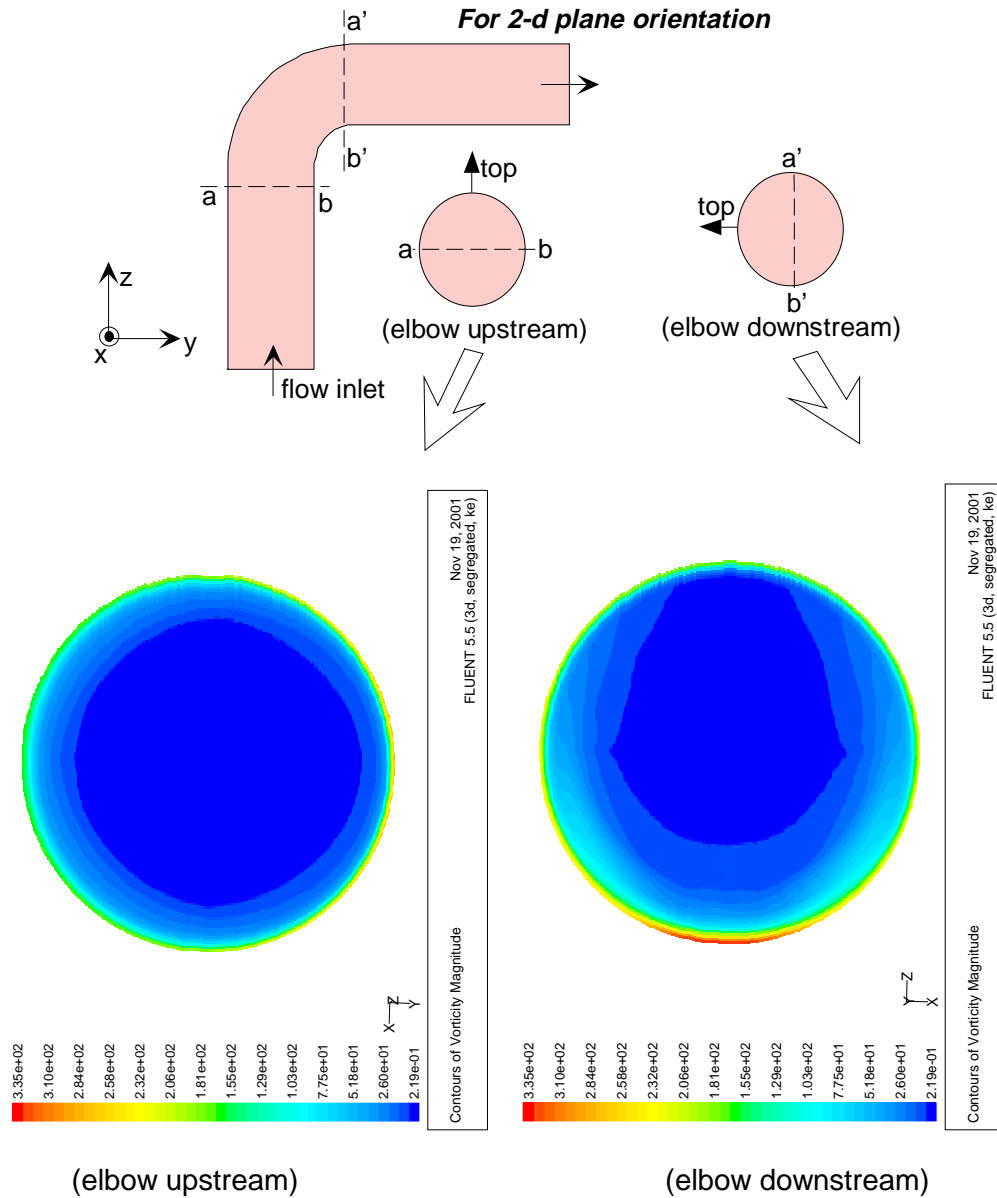 For 2-d plane orientation
a’
b’
a
b
z
x
y
flow inlet
top
a
b
(elbow upstream)
a’
top
b’
(elbow downstream)
3.35e+02
3.10e+02
2.84e+02
2.58e+02
2.32e+02
2.06e+02
1.81e+02
1.55e+02
1.29e+02
1.03e+02
7.75e+01
5.18e+01
2.60e+01
2.19e-01
X
Z
Y
Contours of Vorticity Magnitude
Nov 19, 2001
FLUENT 5.5 (3d, segregated, ke)
(elbow upstream)
3.35e+02
3.10e+02
2.84e+02
2.58e+02
2.32e+02
2.06e+02
1.81e+02
1.55e+02
1.29e+02
1.03e+02
7.75e+01
5.18e+01
2.60e+01
2.19e-01
Y
Z
X
Contours of Vorticity Magnitude
Nov 19, 2001
FLUENT 5.5 (3d, segregated, ke)
(elbow downstream)